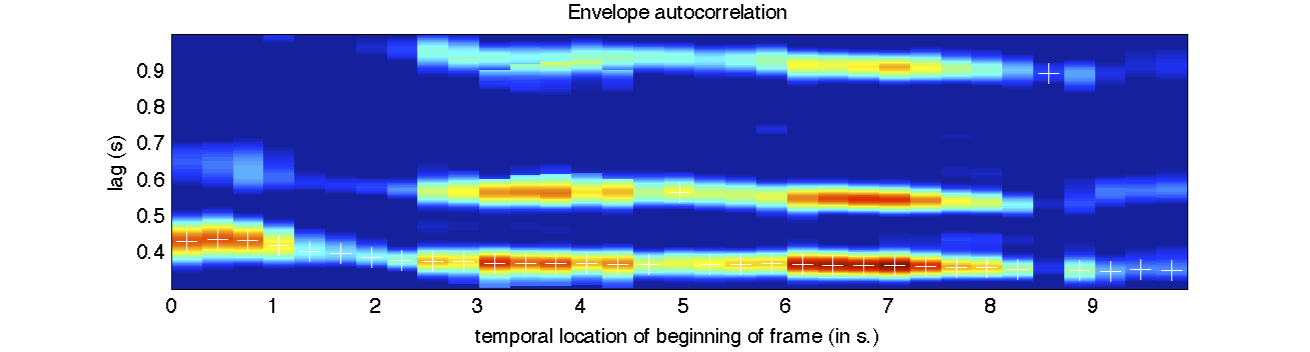 Envelope autocorrelation
0.9
0.8
0.7
0.6
0.5
0.4
lag (s)
0 1 2 3 4 5 6 7 8 9
temporal location of beginning of frame (in s.)